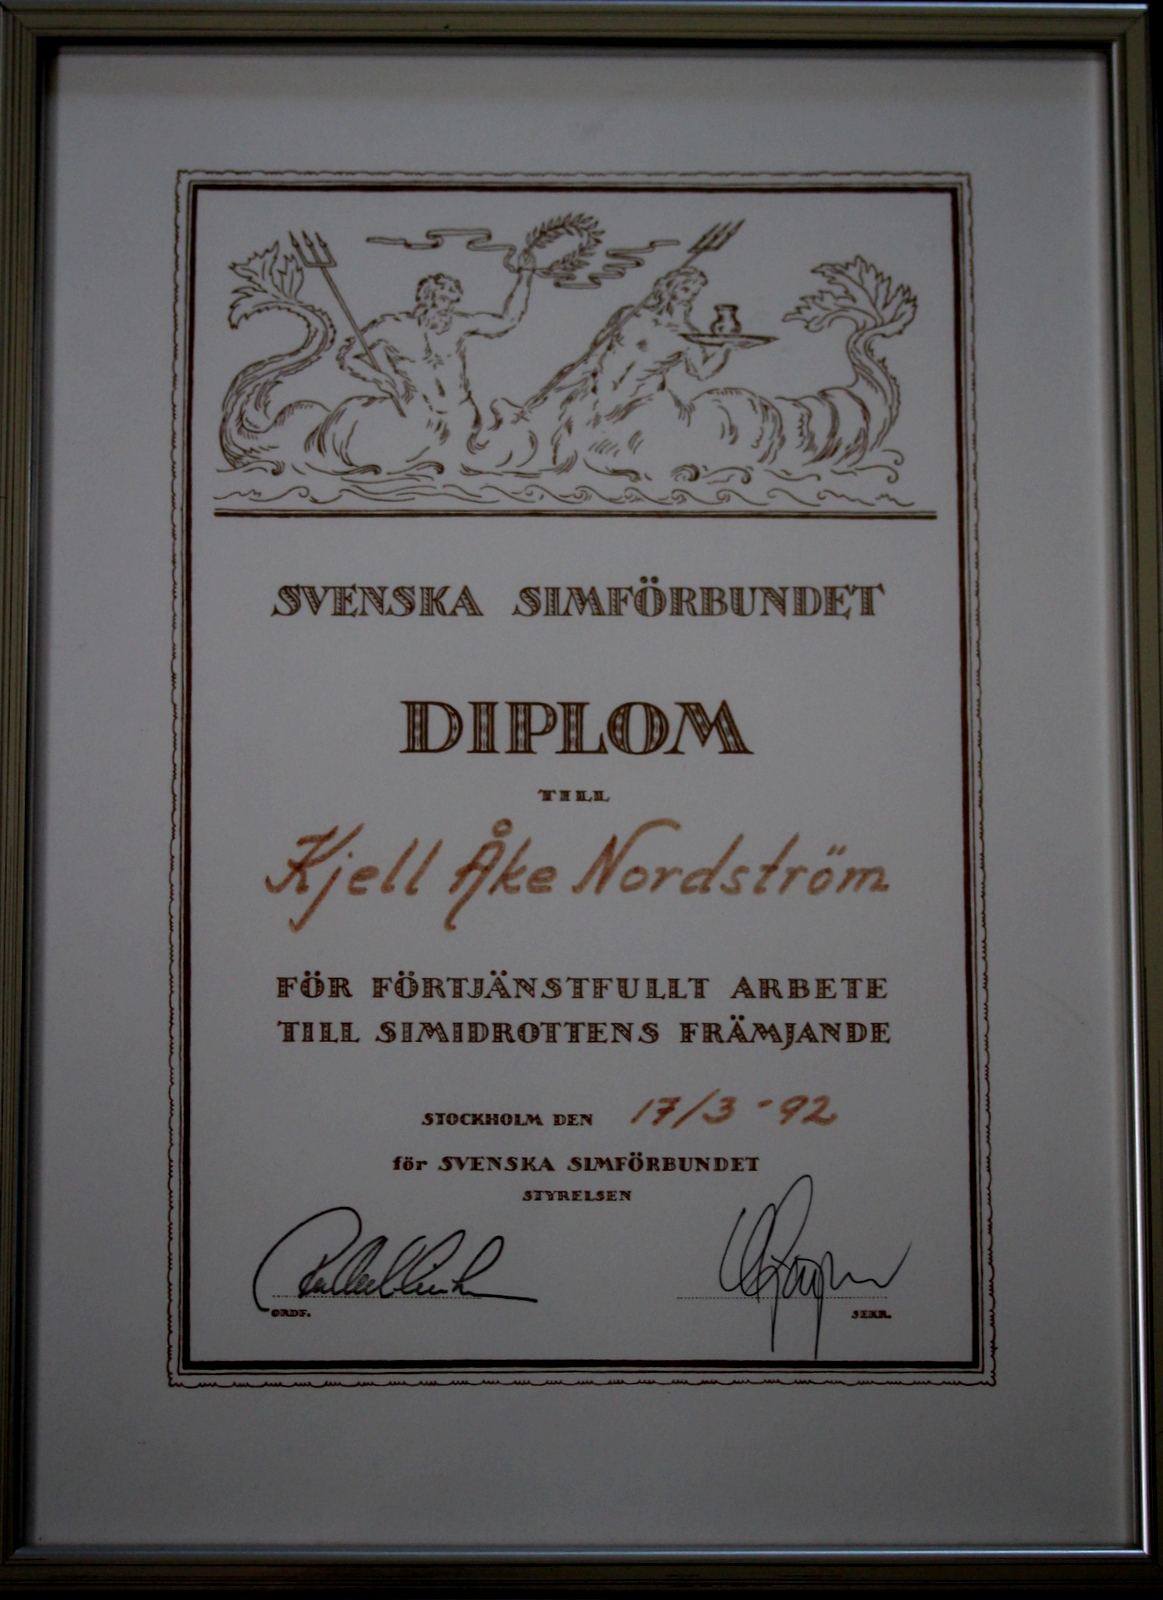 SVENSKA SIMFÖRBUNDET
DIPLOM
TILL
Kjell Åke Nordström
FÖR FÖRTJÄNSTFULLT ARBETE
TILL SIMIDROTTENS FRÄMJANDE
STOCKHOLM DEN 17/3 - 92
för SVENSKA SIMFÖRBUNDET
STYRELSEN
ORDF. SEKR.